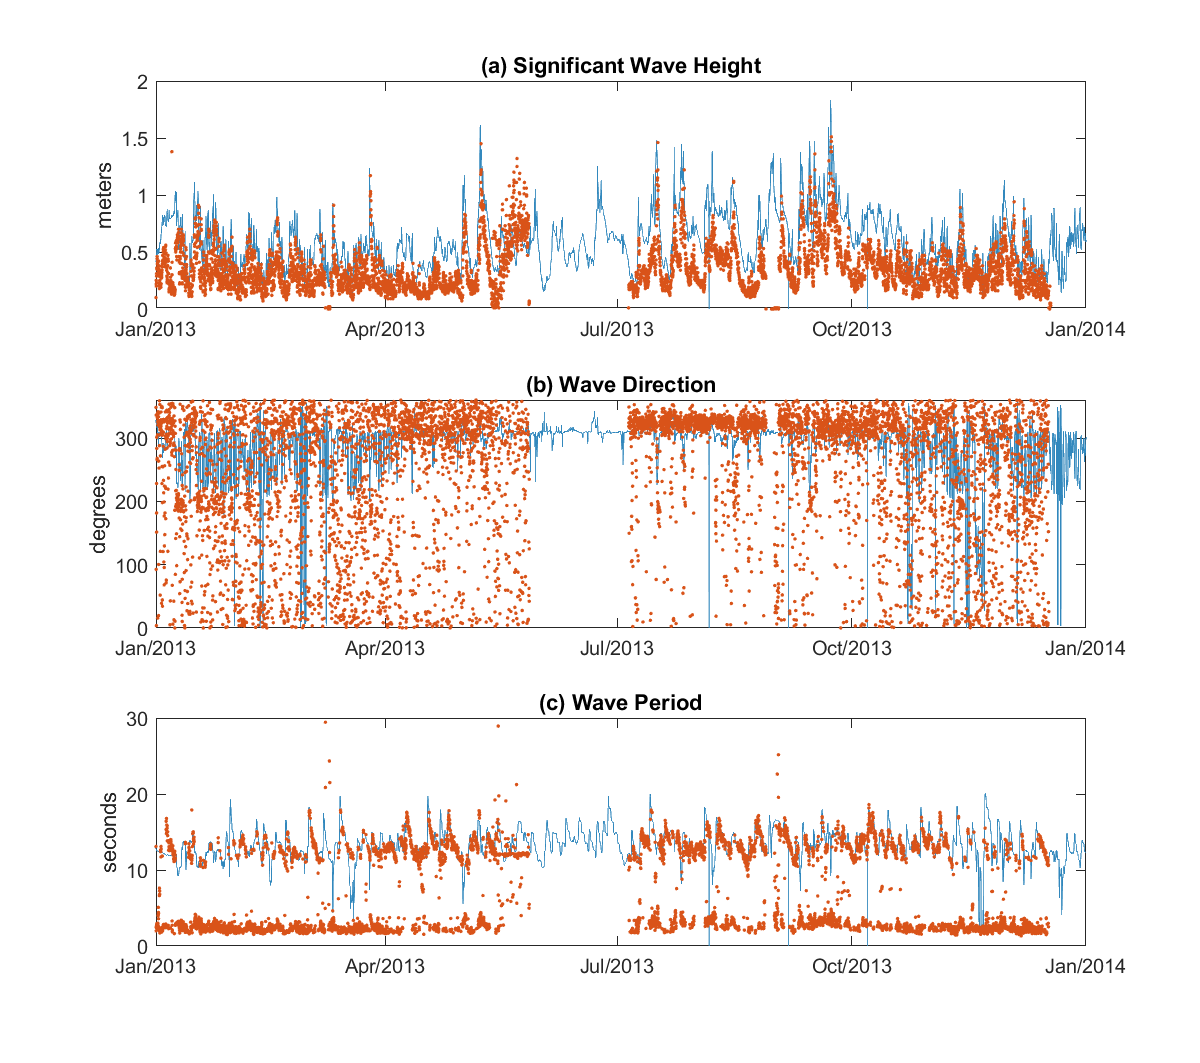 (a) Significant Wave Height
2
1.5
1
0.5
0
meters
Jan/2013 Apr/2013 Jul/2013 Oct/2013 Jan/2014
(b) Wave Direction
300
200
100
0
degrees
Jan/2013 Apr/2013 Jul/2013 Oct/2013 Jan/2014
(c) Wave Period
30
20
10
0
seconds
Jan/2013 Apr/2013 Jul/2013 Oct/2013 Jan/2014